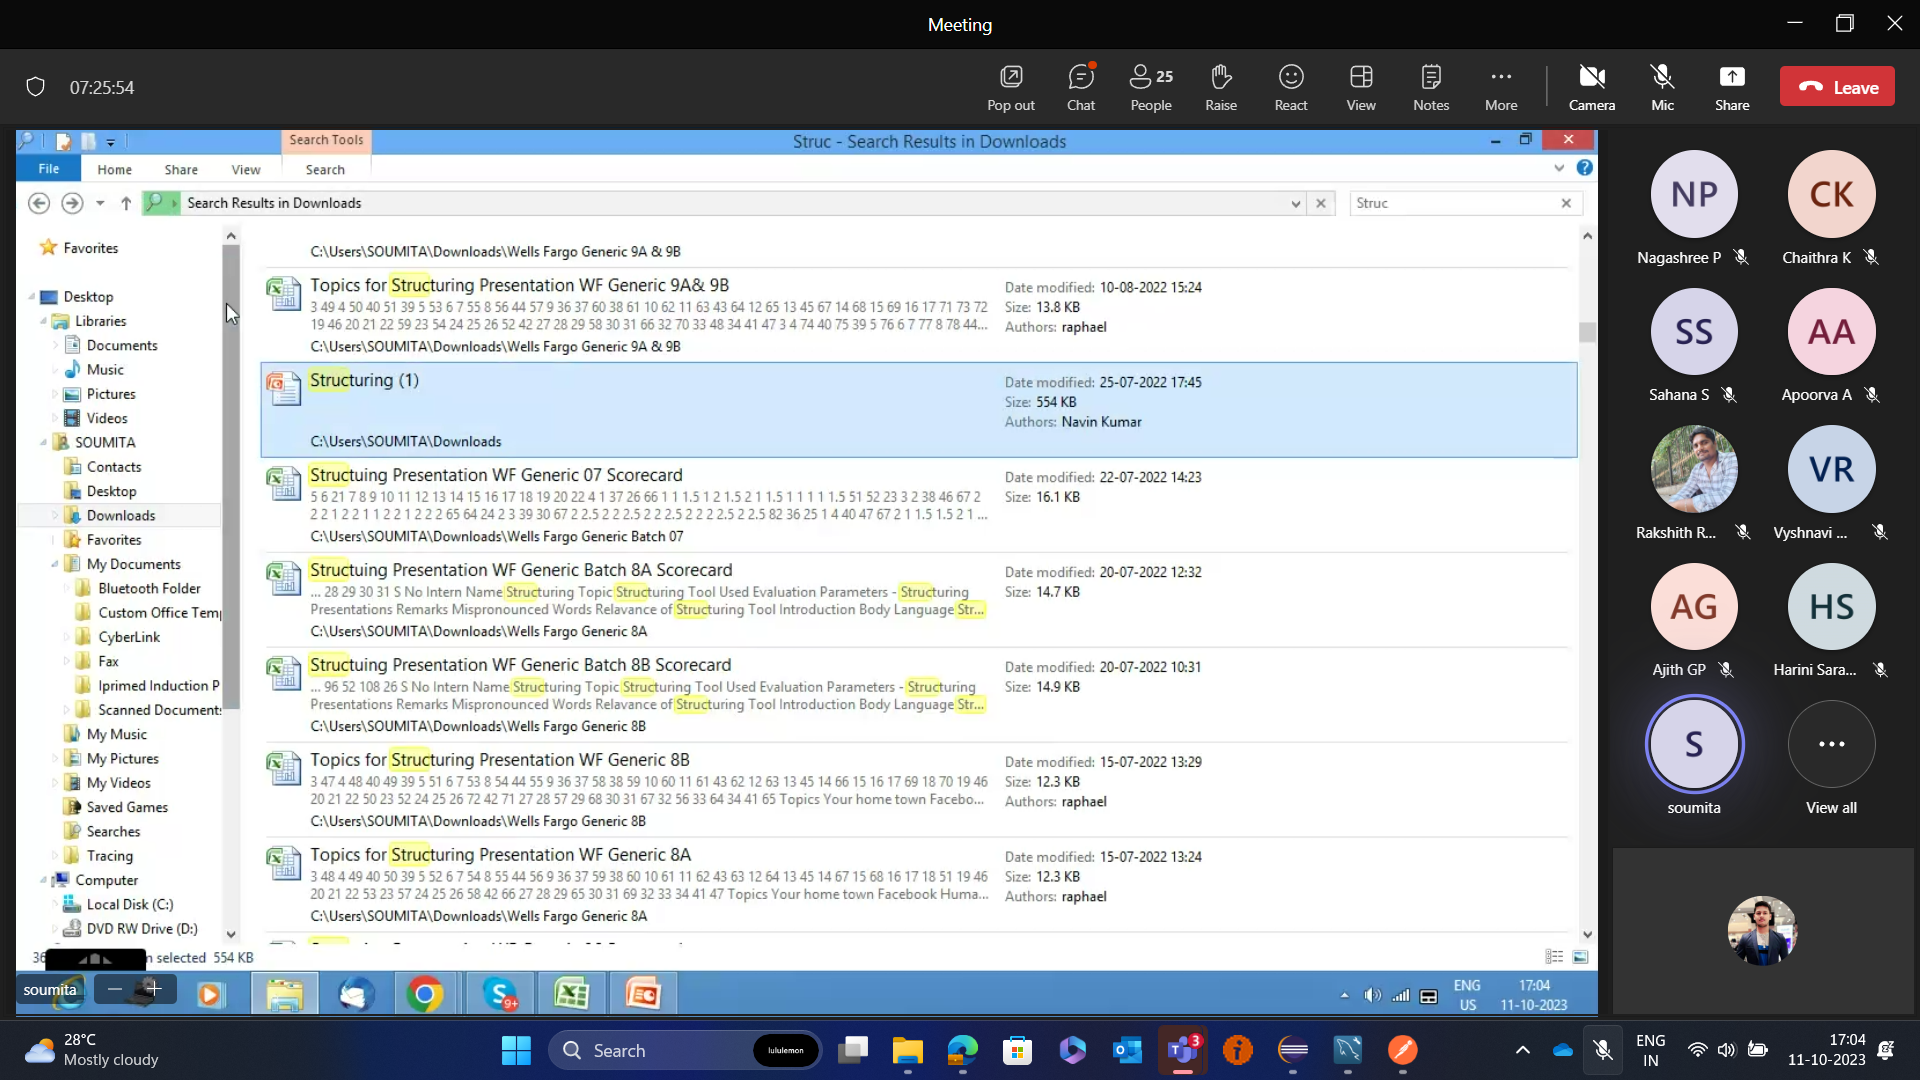 Meeting
07:25:54
Pop out
Chat
25
People
Raise
React
View
Notes
More
Camera
Mic
Share
Leave
Search Tools
Struc - Search Results in Downloads
File
Home
Share
View
Search
Search Results in Downloads
Struc
Favorites
Desktop
Libraries
Documents
Music
Pictures
Videos
SOUMITA
Contacts
Desktop
Downloads
Favorites
My Documents
Bluetooth Folder
Custom Office Temp
CyberLink
Fax
Iprimed Induction P
Scanned Documents
My Music
My Pictures
My Videos
Saved Games
Searches
Tracing
Computer
Local Disk (C:)
DVD RW Drive (D:)
C:\Users\SOUMITA\Downloads\Wells Fargo Generic 9A & 9B
Topics for Structuring Presentation WF Generic 9A& 9B
3 49 4 50 40 51 39 5 53 6 7 55 8 56 44 57 9 36 37 60 38 61 10 62 11 63 43 64 12 65 13 45 67 14 68 15 69 16 17 71 73 72
19 46 20 21 22 59 23 54 24 25 26 52 42 27 28 29 58 30 31 66 32 70 33 48 34 41 47 3 4 74 40 75 39 5 76 6 7 77 8 78 44...
C:\Users\SOUMITA\Downloads\Wells Fargo Generic 9A & 9B
Date modified: 10-08-2022 15:24
Size: 13.8 KB
Authors: raphael
Structuring (1)
C:\Users\SOUMITA\Downloads
Date modified: 25-07-2022 17:45
Size: 554 KB
Authors: Navin Kumar
Structuing Presentation WF Generic 07 Scorecard
5 6 21 7 8 9 10 11 12 13 14 15 16 17 18 19 20 22 4 1 37 26 66 1 1 1.5 1 2 1.5 2 1 1.5 1 1 1 1 1.5 51 52 23 3 2 38 46 67 2
2 2 1 2 2 1 1 2 2 1 2 2 2 65 64 24 2 3 39 30 67 2 2.5 2 2 2.5 2 2 2.5 2 2 2 2.5 2 2.5 82 36 25 1 4 40 47 67 2 1 1.5 1.5 2 1 ...
C:\Users\SOUMITA\Downloads\Wells Fargo Generic Batch 07
Date modified: 22-07-2022 14:23
Size: 16.1 KB
Structuing Presentation WF Generic Batch 8A Scorecard
... 28 29 30 31 S No Intern Name Structuring Topic Structuring Tool Used Evaluation Parameters - Structuring
Presentations Remarks Mispronounced Words Relavance of Structuring Tool Introduction Body Language Str...
C:\Users\SOUMITA\Downloads\Wells Fargo Generic 8A
Date modified: 20-07-2022 12:32
Size: 14.7 KB
Structuing Presentation WF Generic Batch 8B Scorecard
... 96 52 108 26 S No Intern Name Structuring Topic Structuring Tool Used Evaluation Parameters - Structuring
Presentations Remarks Mispronounced Words Relavance of Structuring Tool Introduction Body Language Str...
C:\Users\SOUMITA\Downloads\Wells Fargo Generic 8B
Date modified: 20-07-2022 10:31
Size: 14.9 KB
Topics for Structuring Presentation WF Generic 8B
3 47 4 48 40 49 39 5 51 6 7 53 8 54 44 55 9 36 37 58 38 59 10 60 11 61 43 62 12 63 13 45 14 66 15 16 17 69 18 70 19 46
20 21 22 50 23 52 24 25 26 72 42 71 27 28 57 29 68 30 31 67 32 56 33 64 34 41 65 Topics Your home town Facebo...
C:\Users\SOUMITA\Downloads\Wells Fargo Generic 8B
Date modified: 15-07-2022 13:29
Size: 12.3 KB
Authors: raphael
Topics for Structuring Presentation WF Generic 8A
3 48 4 49 40 50 39 5 52 6 7 54 8 55 44 56 9 36 37 59 38 60 10 61 11 62 43 63 12 64 13 45 14 67 15 68 16 17 18 51 19 46
20 21 22 53 23 57 24 25 26 58 42 66 27 28 29 65 30 31 69 32 33 34 41 47 Topics Your home town Facebook Huma...
C:\Users\SOUMITA\Downloads\Wells Fargo Generic 8A
Date modified: 15-07-2022 13:24
Size: 12.3 KB
Authors: raphael
selected 554 KB
soumita
9+
ENG
US
17:04
11-10-2023
NP
Nagashree P
CK
Chaithra K
SS
Sahana S
AA
Apoorva A
Rakshith R...
VR
Vyshnavi ...
AG
Ajith GP
HS
Harini Sara...
S
soumita
View all
28°C
Mostly cloudy
Search
lululemon
3
ENG
IN
17:04
11-10-2023